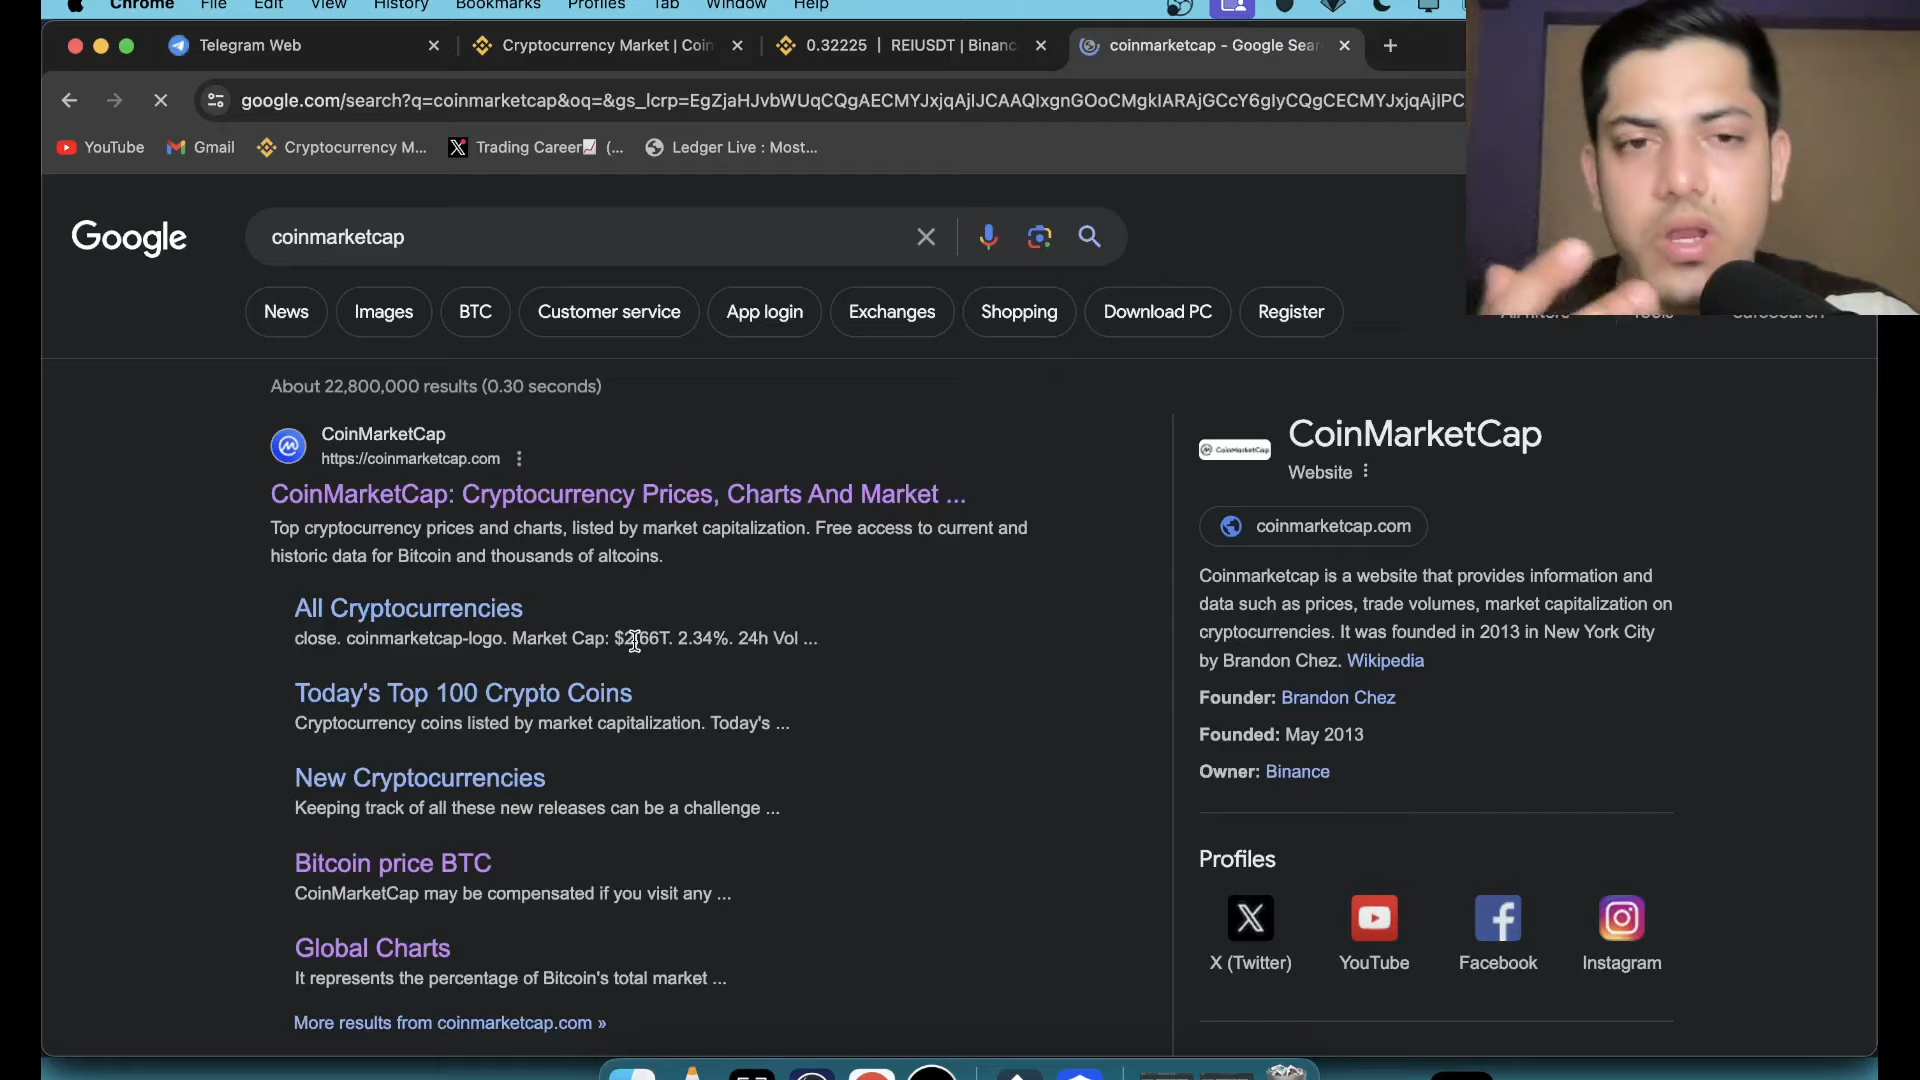 Chrome File Edit View History Bookmarks Profiles Tab Window Help
Telegram Web
Cryptocurrency Market | Coin
0.32225 | REIUSDT | Binanc
coinmarketcap - Google Sear
google.com/search?q=coinmarketcap&oq=&gs_lcrp=EgZjaHJvbWUqCQgAECMYJxjqAjIJCAAQIxgnGOoCMgkIARAjGCcY6gIyCQgCECMYJxjqAjIPC
YouTube
Gmail
Cryptocurrency M...
Trading Career (...
Ledger Live : Most...
Google
coinmarketcap
News
Images
BTC
Customer service
App login
Exchanges
Shopping
Download PC
Register
About 22,800,000 results (0.30 seconds)
CoinMarketCap
https://coinmarketcap.com
CoinMarketCap: Cryptocurrency Prices, Charts And Market ...
Top cryptocurrency prices and charts, listed by market capitalization. Free access to current and
historic data for Bitcoin and thousands of altcoins.
All Cryptocurrencies
close. coinmarketcap-logo. Market Cap: $2.66T. 2.34%. 24h Vol ...
Today's Top 100 Crypto Coins
Cryptocurrency coins listed by market capitalization. Today's ...
New Cryptocurrencies
Keeping track of all these new releases can be a challenge ...
Bitcoin price BTC
CoinMarketCap may be compensated if you visit any ...
Global Charts
It represents the percentage of Bitcoin's total market ...
More results from coinmarketcap.com »
CoinMarketCap
CoinMarketCap
Website
coinmarketcap.com
Coinmarketcap is a website that provides information and
data such as prices, trade volumes, market capitalization on
cryptocurrencies. It was founded in 2013 in New York City
by Brandon Chez. Wikipedia
Founder: Brandon Chez
Founded: May 2013
Owner: Binance
Profiles
X (Twitter)
YouTube
Facebook
Instagram